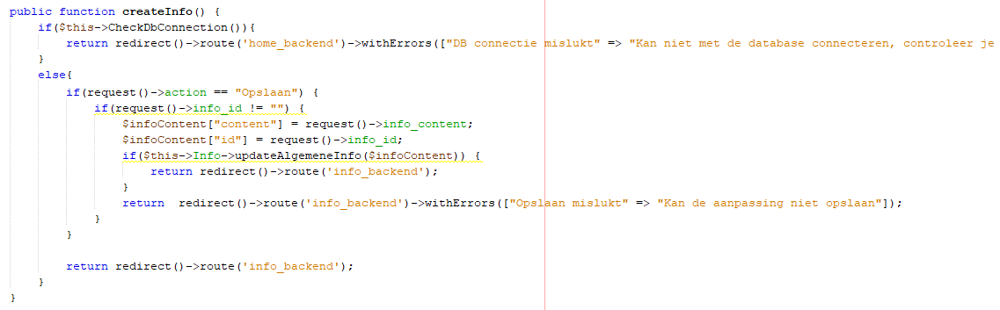 public function createInfo() {
    if($this->CheckDbConnection()){
        return redirect()->route('home_backend')->withErrors(["DB connectie mislukt" => "Kan niet met de database connecteren, controleer je
    }
    else{
        if(request()->action == "Opslaan") {
            if(request()->info_id != "") {
                $infoContent["content"] = request()->info_content;
                $infoContent["id"] = request()->info_id;
                if($this->Info->updateAlgemeneInfo($infoContent)) {
                    return redirect()->route('info_backend');
                }
                return  redirect()->route('info_backend')->withErrors(["Opslaan mislukt" => "Kan de aanpassing niet opslaan"]);
            }
        }
        return redirect()->route('info_backend');
    }
}